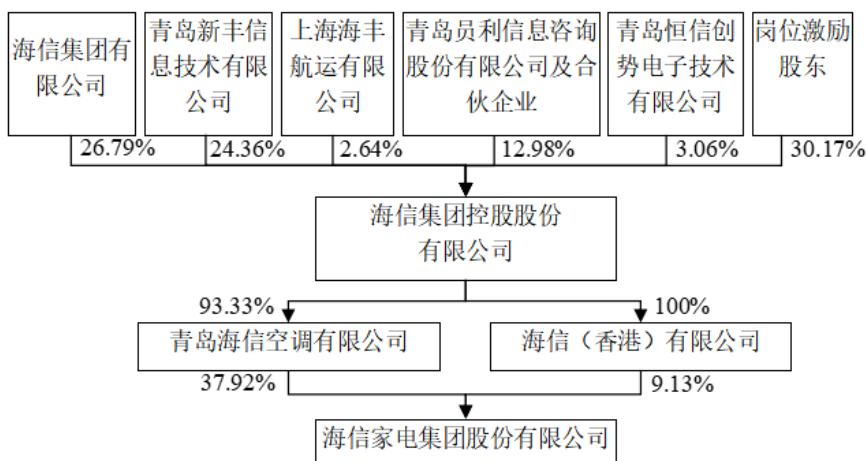 海信集团有
限公司
青岛新丰信
息技术有限
公司
上海海丰
航运有限
公司
青岛员利信息咨询
股份有限公司及合
伙企业
青岛恒信创
势电子技术
有限公司
岗位激励
股东
26.79%
24.36%
2.64%
12.98%
3.06%
30.17%
海信集团控股股份
有限公司
93.33%
100%
青岛海信空调有限公司
海信（香港）有限公司
37.92%
9.13%
海信家电集团股份有限公司